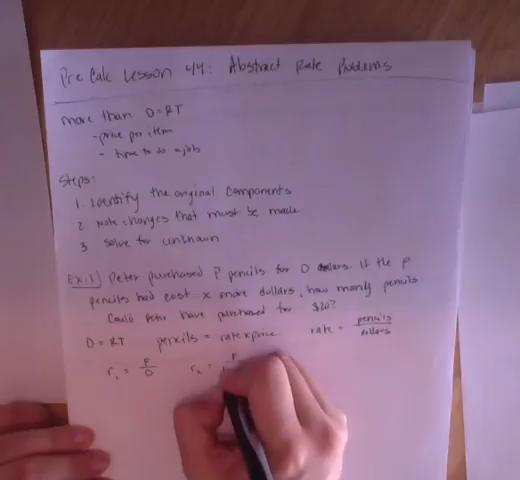 Pre Calc Lesson 44: Abstract Rate Problems
more than D=RT
- price per item
- time to do a job
Steps:
1. Identify the original components
2 Note changes that must be made
3 Solve for unknown
Ex.1) Peter purchased P pencils for D dollars. If the P
pencils had cost x more dollars, how many pencils
Could Peter have purchased for $20?
D = RT pencils = rate x price rate = pencils/dollars
r₁ = P/D r₂ = P